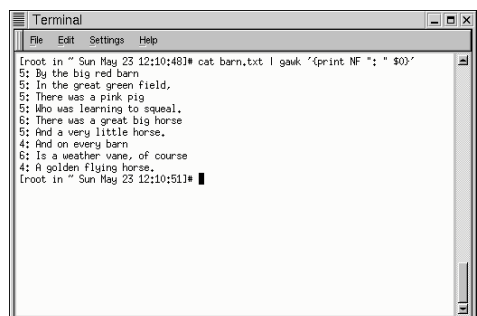 Terminal
File Edit Settings Help
[root in ~ Sun May 23 12:10:48]# cat barn.txt | gawk '{print NF ": " $0}'
5: By the big red barn
5: In the great green field,
5: There was a pink pig
5: Who was learning to squeal.
6: There was a great big horse
5: And a very little horse.
4: And on every barn
6: Is a weather vane, of course
4: A golden flying horse.
[root in ~ Sun May 23 12:10:51]#